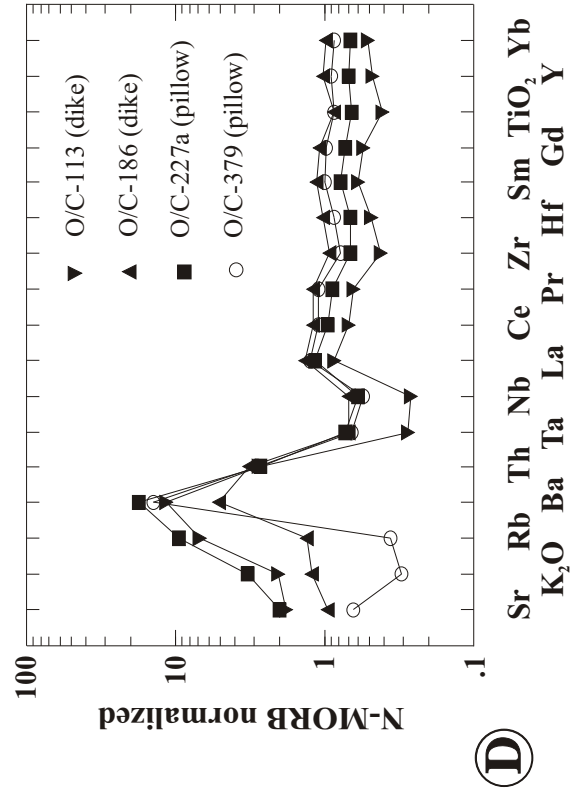 100
10
1
.1
N-MORB normalized
O/C-113 (dike)
O/C-186 (dike)
O/C-227a (pillow)
O/C-379 (pillow)
Sr Rb Th Nb Ce Zr Sm TiO2 Yb
K2O Ba Ta La Pr Hf Gd Y
D